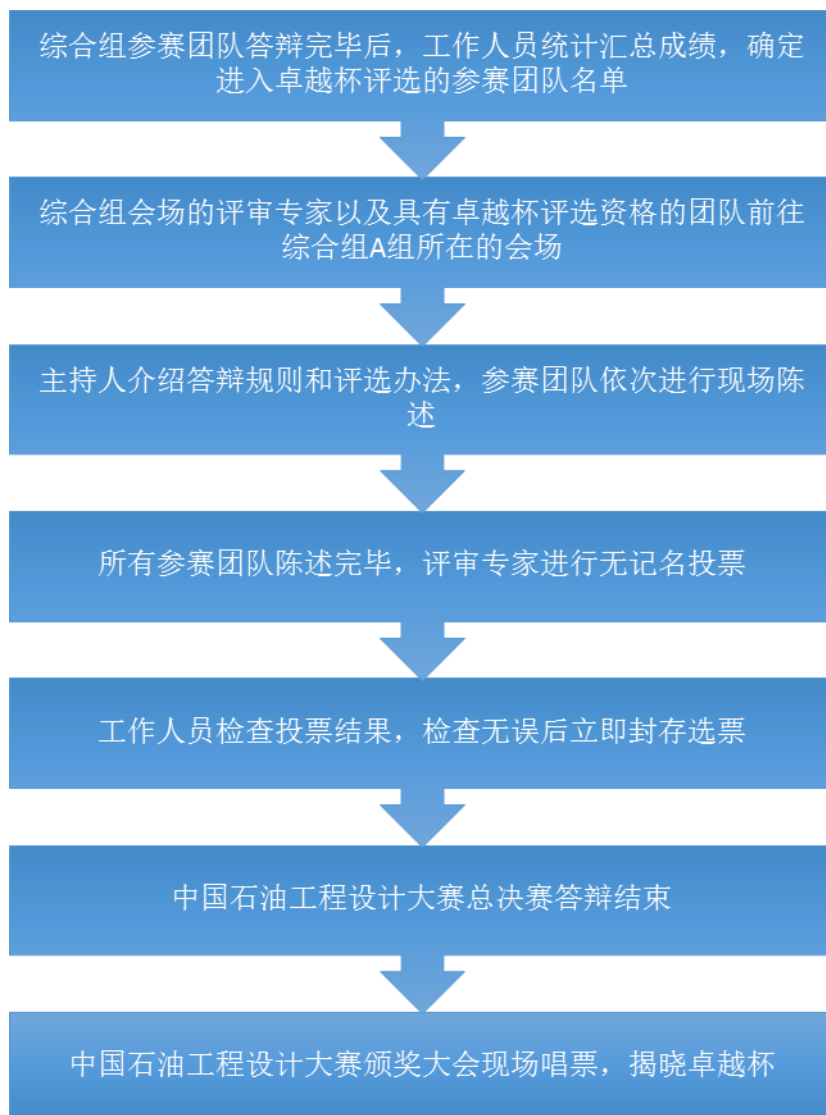 综合组参赛团队答辩完毕后，工作人员统计汇总成绩，确定
进入卓越杯评选的参赛团队名单
综合组会场的评审专家以及具有卓越杯评选资格的团队前往
综合组A组所在的会场
主持人介绍答辩规则和评选办法，参赛团队依次进行现场陈
述
所有参赛团队陈述完毕，评审专家进行无记名投票
工作人员检查投票结果，检查无误后立即封存选票
中国石油工程设计大赛总决赛答辩结束
中国石油工程设计大赛颁奖大会现场唱票，揭晓卓越杯